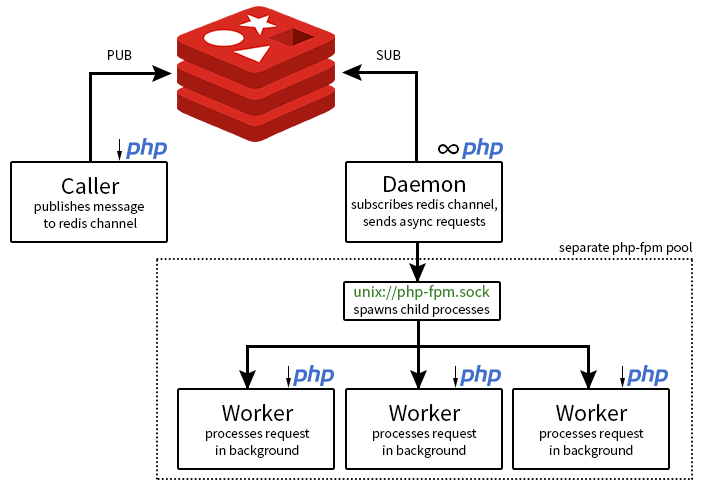 PUB
SUB
php
∞ php
Caller
publishes message
to redis channel
Daemon
subscribes redis channel,
sends async requests
separate php-fpm pool
unix://php-fpm.sock
spawns child processes
php
php
php
Worker
processes request
in background
Worker
processes request
in background
Worker
processes request
in background